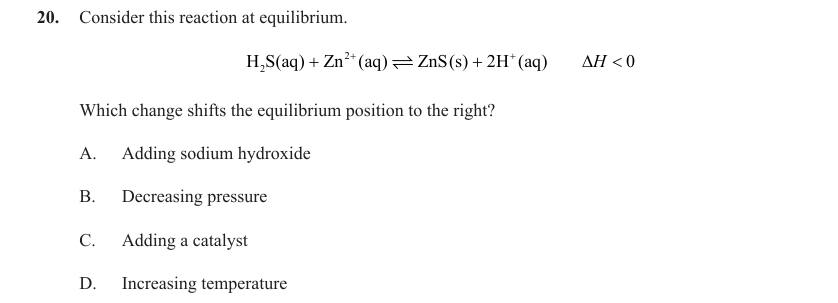 20. Consider this reaction at equilibrium.
H₂S(aq) + Zn²⁺(aq) ⇌ ZnS(s) + 2H⁺(aq) ΔH < 0
Which change shifts the equilibrium position to the right?
A. Adding sodium hydroxide
B. Decreasing pressure
C. Adding a catalyst
D. Increasing temperature